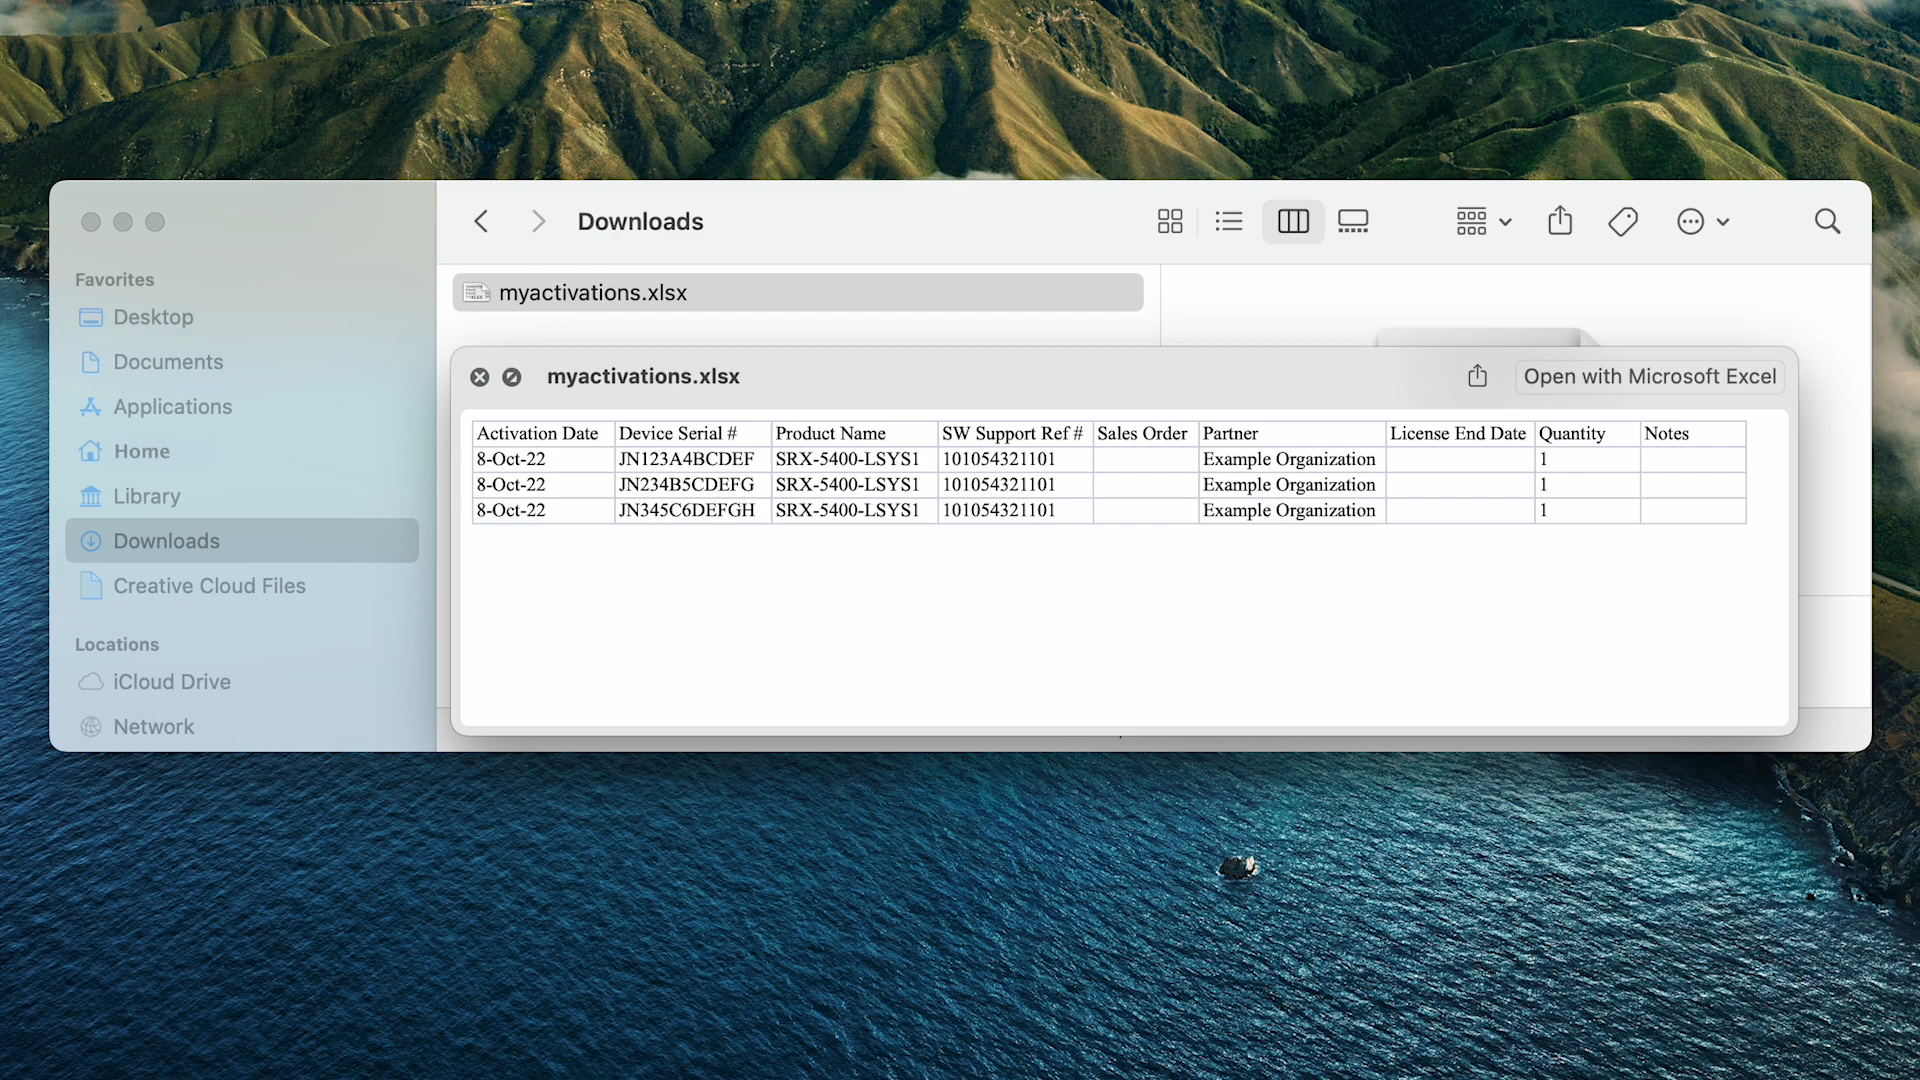 Downloads
Favorites
Desktop
Documents
Applications
Home
Library
Downloads
Creative Cloud Files
Locations
iCloud Drive
Network
myactivations.xlsx
myactivations.xlsx
Open with Microsoft Excel
Activation Date Device Serial # Product Name SW Support Ref # Sales Order Partner License End Date Quantity Notes
8-Oct-22 JN123A4BCDEF SRX-5400-LSYS1 101054321101 Example Organization 1
8-Oct-22 JN234B5CDEFG SRX-5400-LSYS1 101054321101 Example Organization 1
8-Oct-22 JN345C6DEFGH SRX-5400-LSYS1 101054321101 Example Organization 1